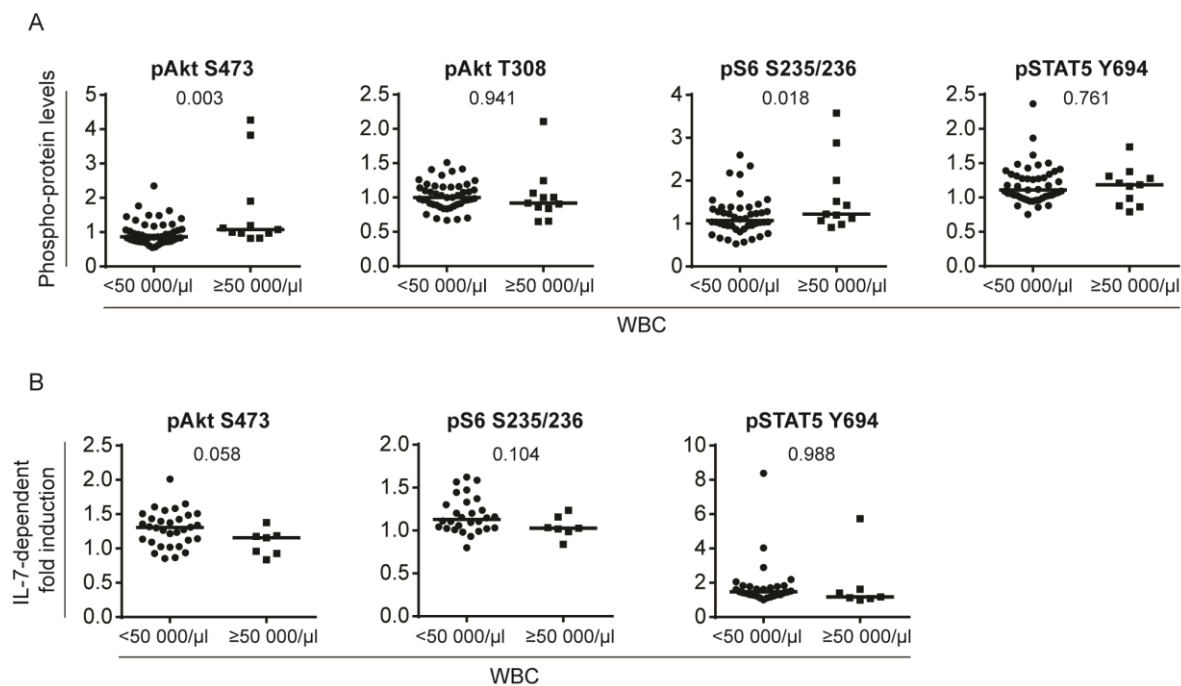 A
pAkt S473
pAkt T308
pS6 S235/236
pSTAT5 Y694
Phospho-protein levels
0.003
0.941
0.018
0.761
5
4
3
2
1
0
2.5
2.0
1.5
1.0
0.5
0.0
4
3
2
1
0
2.5
2.0
1.5
1.0
0.5
0.0
<50 000/µl ≥50 000/µl
<50 000/µl ≥50 000/µl
<50 000/µl ≥50 000/µl
<50 000/µl ≥50 000/µl
WBC
B
pAkt S473
pS6 S235/236
pSTAT5 Y694
IL-7-dependent
fold induction
0.058
0.104
0.988
2.5
2.0
1.5
1.0
0.5
0.0
2.0
1.5
1.0
0.5
0.0
10
8
6
4
2
0
<50 000/µl ≥50 000/µl
<50 000/µl ≥50 000/µl
<50 000/µl ≥50 000/µl
WBC